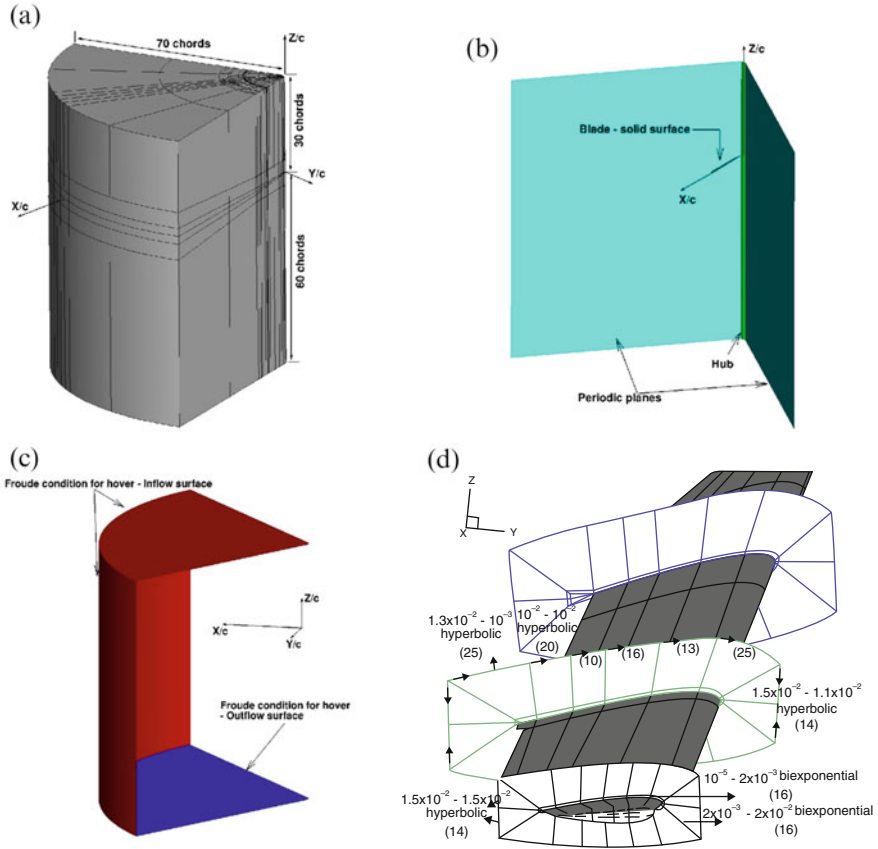 (a)
70 chords
Z/c
30 chords
Y/c
X/c
60 chords
(b)
Z/c
Blade - solid surface
X/c
Hub
Periodic planes
(c)
Froude condition for hover - Inflow surface
Z/c
X/c
Y/c
Froude condition for hover
- Outflow surface
(d)
Z
X
Y
1.3x10⁻² - 10⁻³
hyperbolic
(25)
10⁻² - 10⁻²
hyperbolic
(20)
(10)
(16)
(13)
(25)
1.5x10⁻² - 1.1x10⁻²
hyperbolic
(14)
10⁻⁵ - 2x10⁻³ biexponential
(16)
1.5x10⁻² - 1.5x10⁻²
hyperbolic
(14)
2x10⁻³ - 2x10⁻² biexponential
(16)